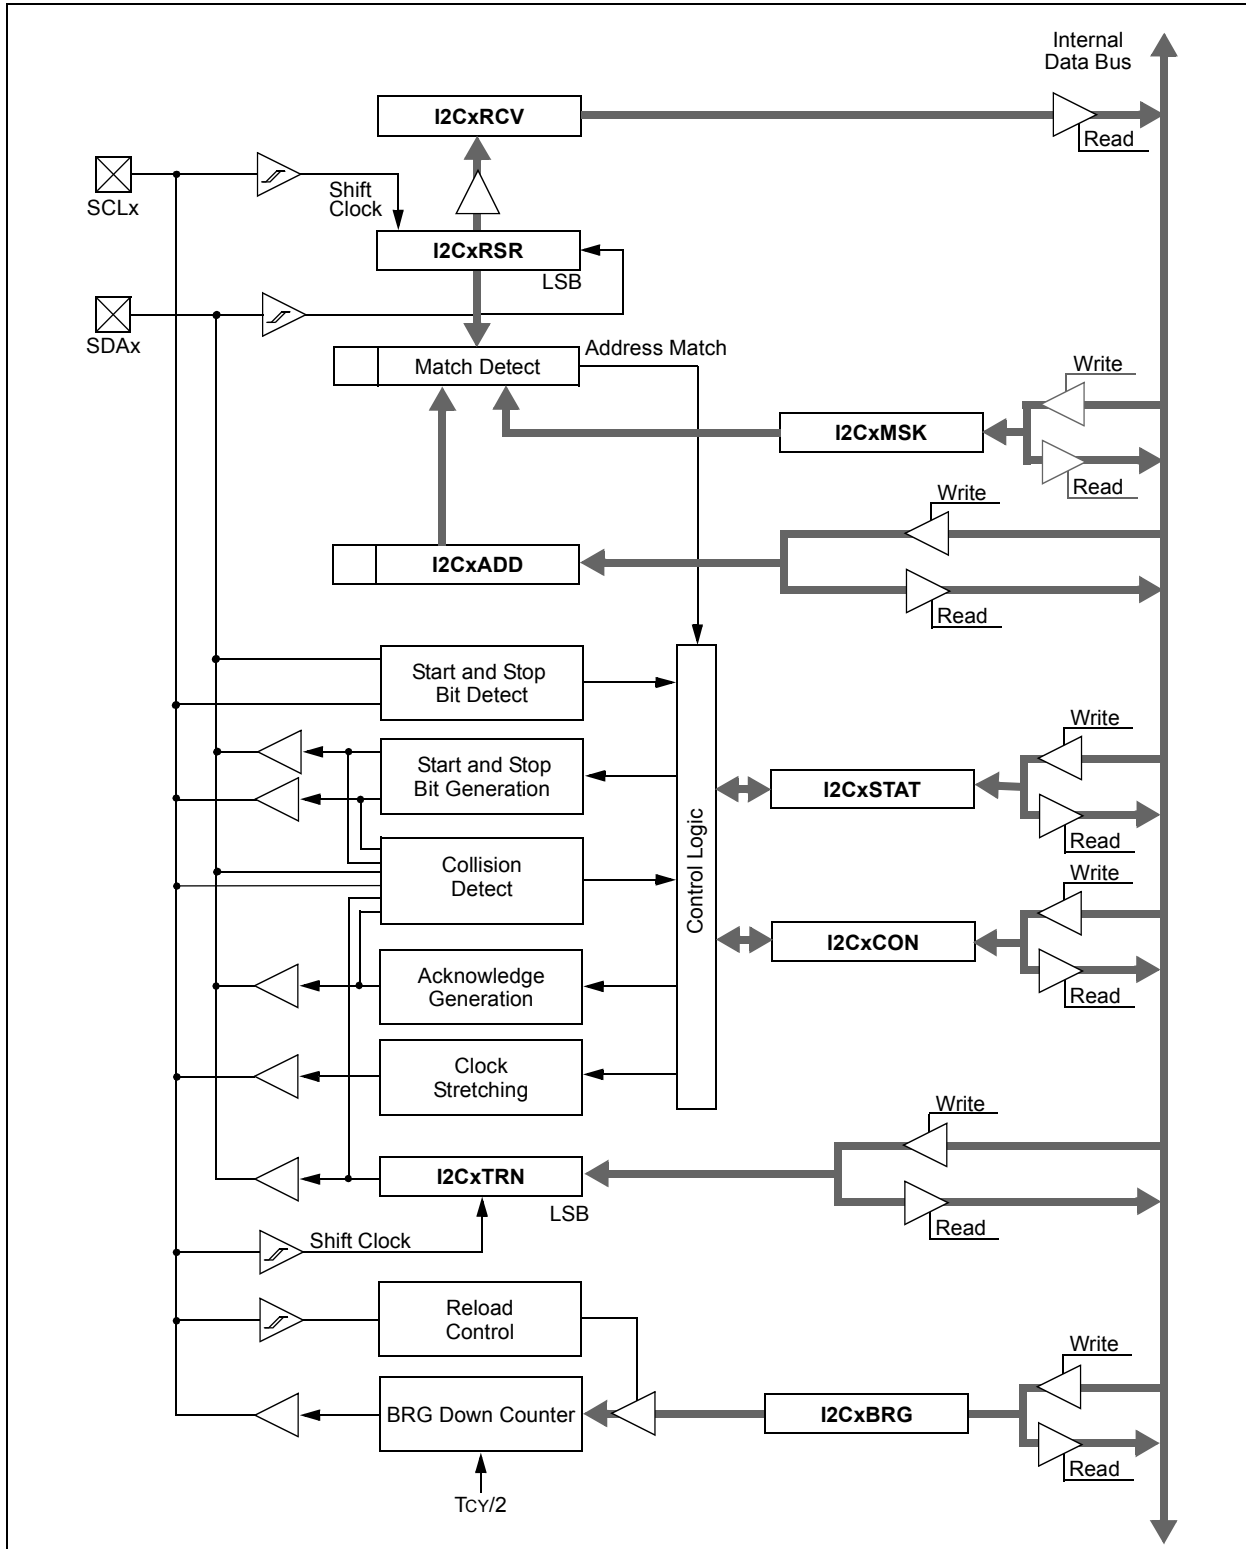 Internal
Data Bus
I2CxRCV
Read
SCLx
Shift
Clock
I2CxRSR
LSB
SDAx
Address Match
Match Detect
Write
I2CxMSK
Read
Write
I2CxADD
Read
Start and Stop
Bit Detect
Write
Start and Stop
Bit Generation
I2CxSTAT
Read
Control Logic
Collision
Detect
Write
I2CxCON
Read
Acknowledge
Generation
Clock
Stretching
Write
I2CxTRN
LSB
Read
Shift Clock
Reload
Control
Write
BRG Down Counter
I2CxBRG
Read
TCY/2